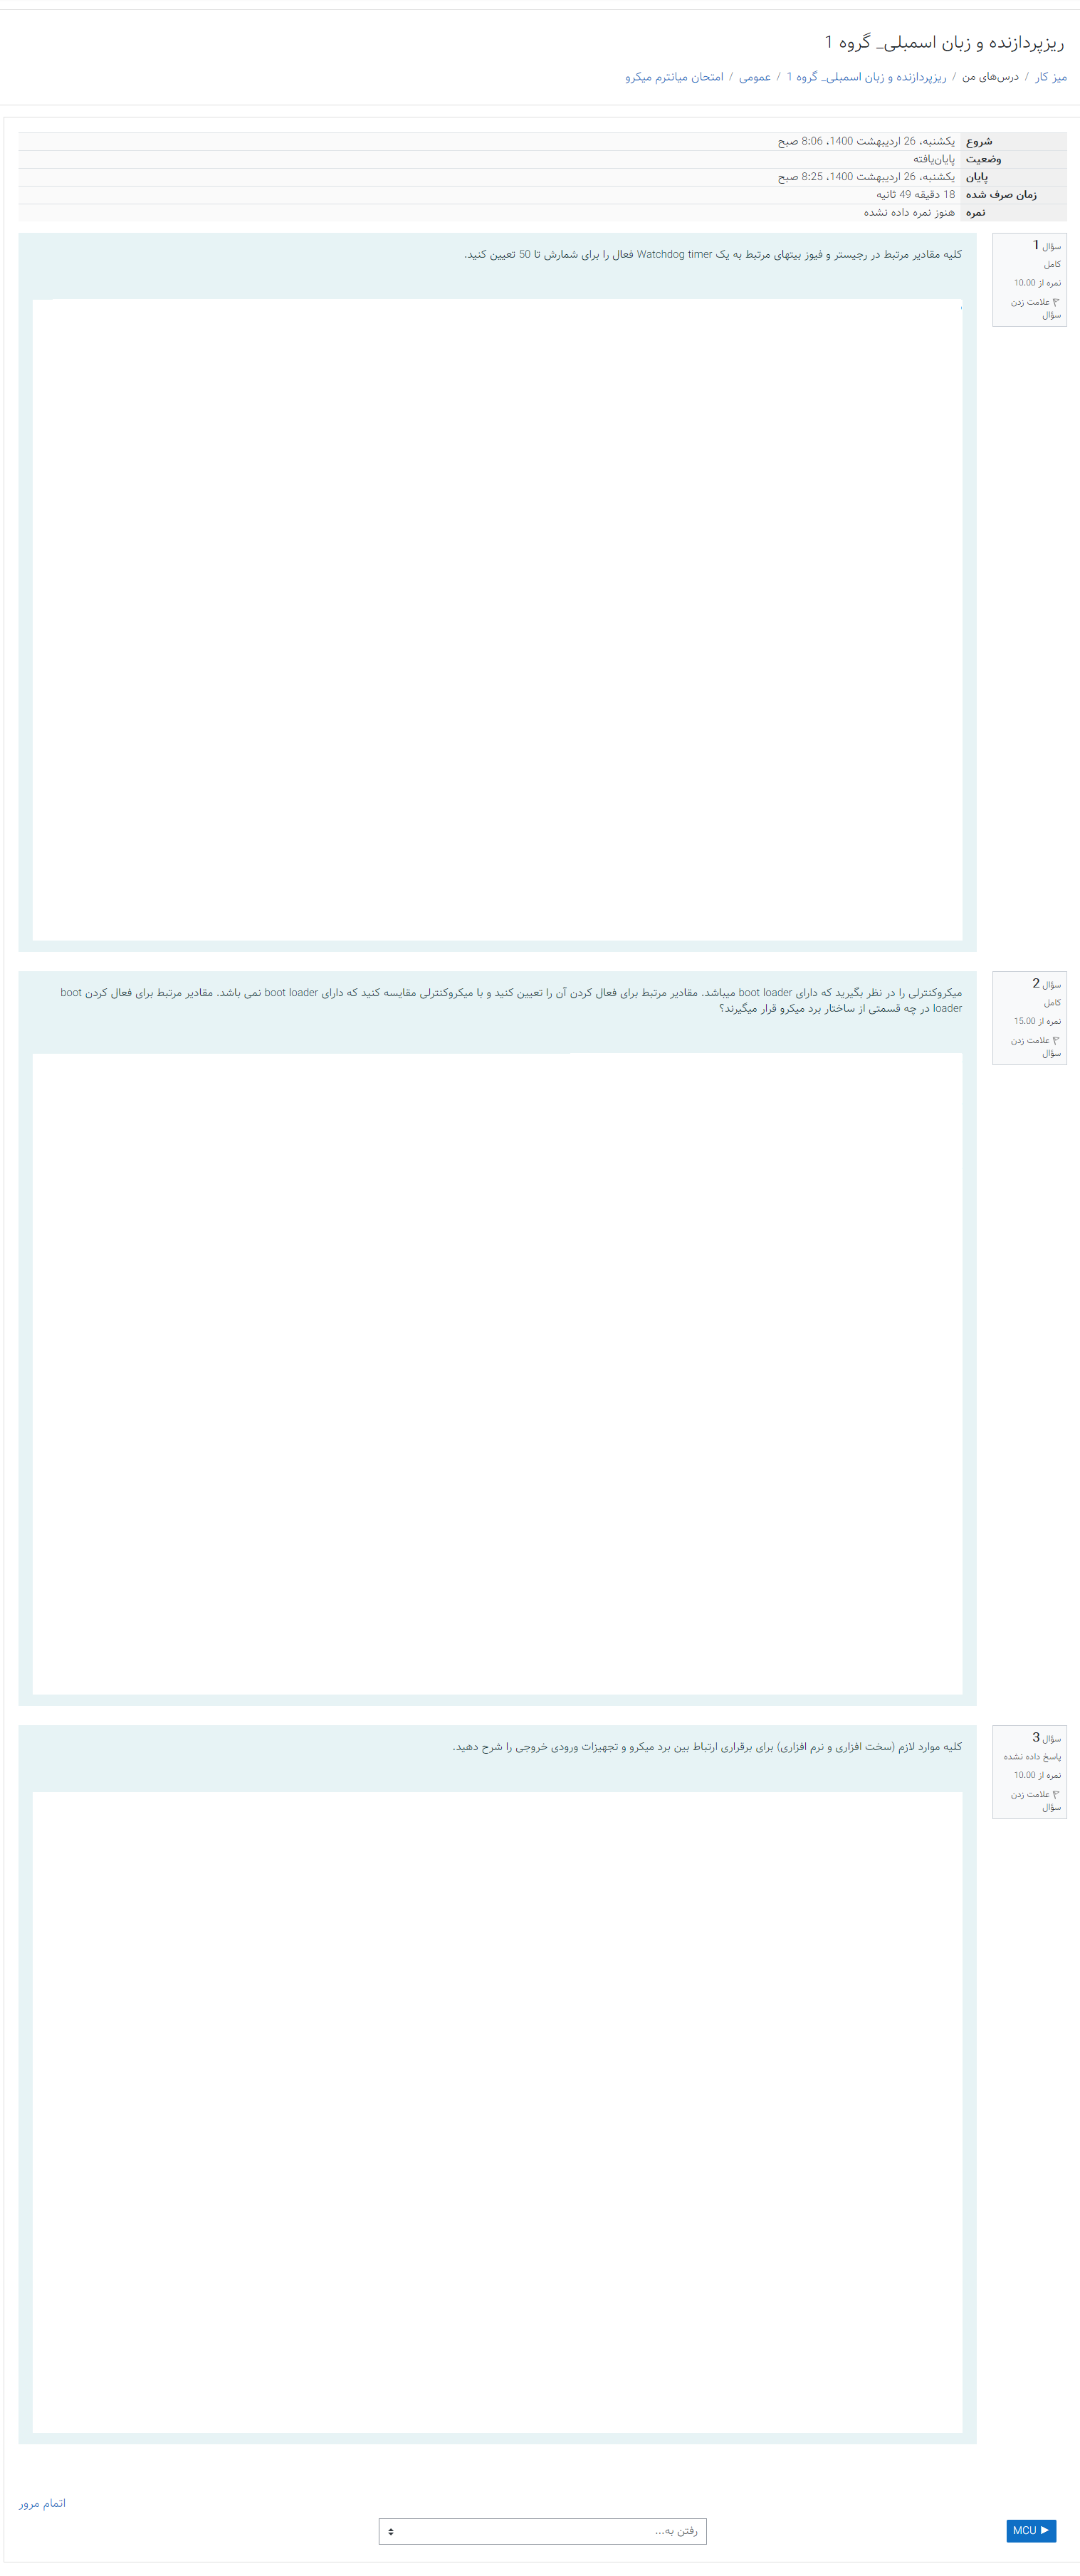 ریزپردازنده و زبان اسمبلی_ گروه 1
میز کار / درس‌های من / ریزپردازنده و زبان اسمبلی_ گروه 1 / عمومی / امتحان میانترم میکرو
شروع یکشنبه، 26 اردیبهشت 1400، 8:06 صبح
وضعیت پایان‌یافته
پایان یکشنبه، 26 اردیبهشت 1400، 8:25 صبح
زمان صرف شده 18 دقیقه 49 ثانیه
نمره هنوز نمره داده نشده
سؤال 1
کامل
نمره از 10.00
علامت زدن
سؤال
کلیه مقادیر مرتبط در رجیستر و فیوز بیتهای مرتبط به یک Watchdog timer فعال را برای شمارش تا 50 تعیین کنید.
سؤال 2
کامل
نمره از 15.00
علامت زدن
سؤال
میکروکنترلی را در نظر بگیرید که دارای boot loader میباشد. مقادیر مرتبط برای فعال کردن آن را تعیین کنید و با میکروکنترلی مقایسه کنید که دارای boot loader نمی باشد. مقادیر مرتبط برای فعال کردن boot
loader در چه قسمتی از ساختار برد میکرو قرار میگیرند؟
سؤال 3
پاسخ داده نشده
نمره از 10.00
علامت زدن
سؤال
کلیه موارد لازم (سخت افزاری و نرم افزاری) برای برقراری ارتباط بین برد میکرو و تجهیزات ورودی خروجی را شرح دهید.
اتمام مرور
MCU ►
رفتن به...